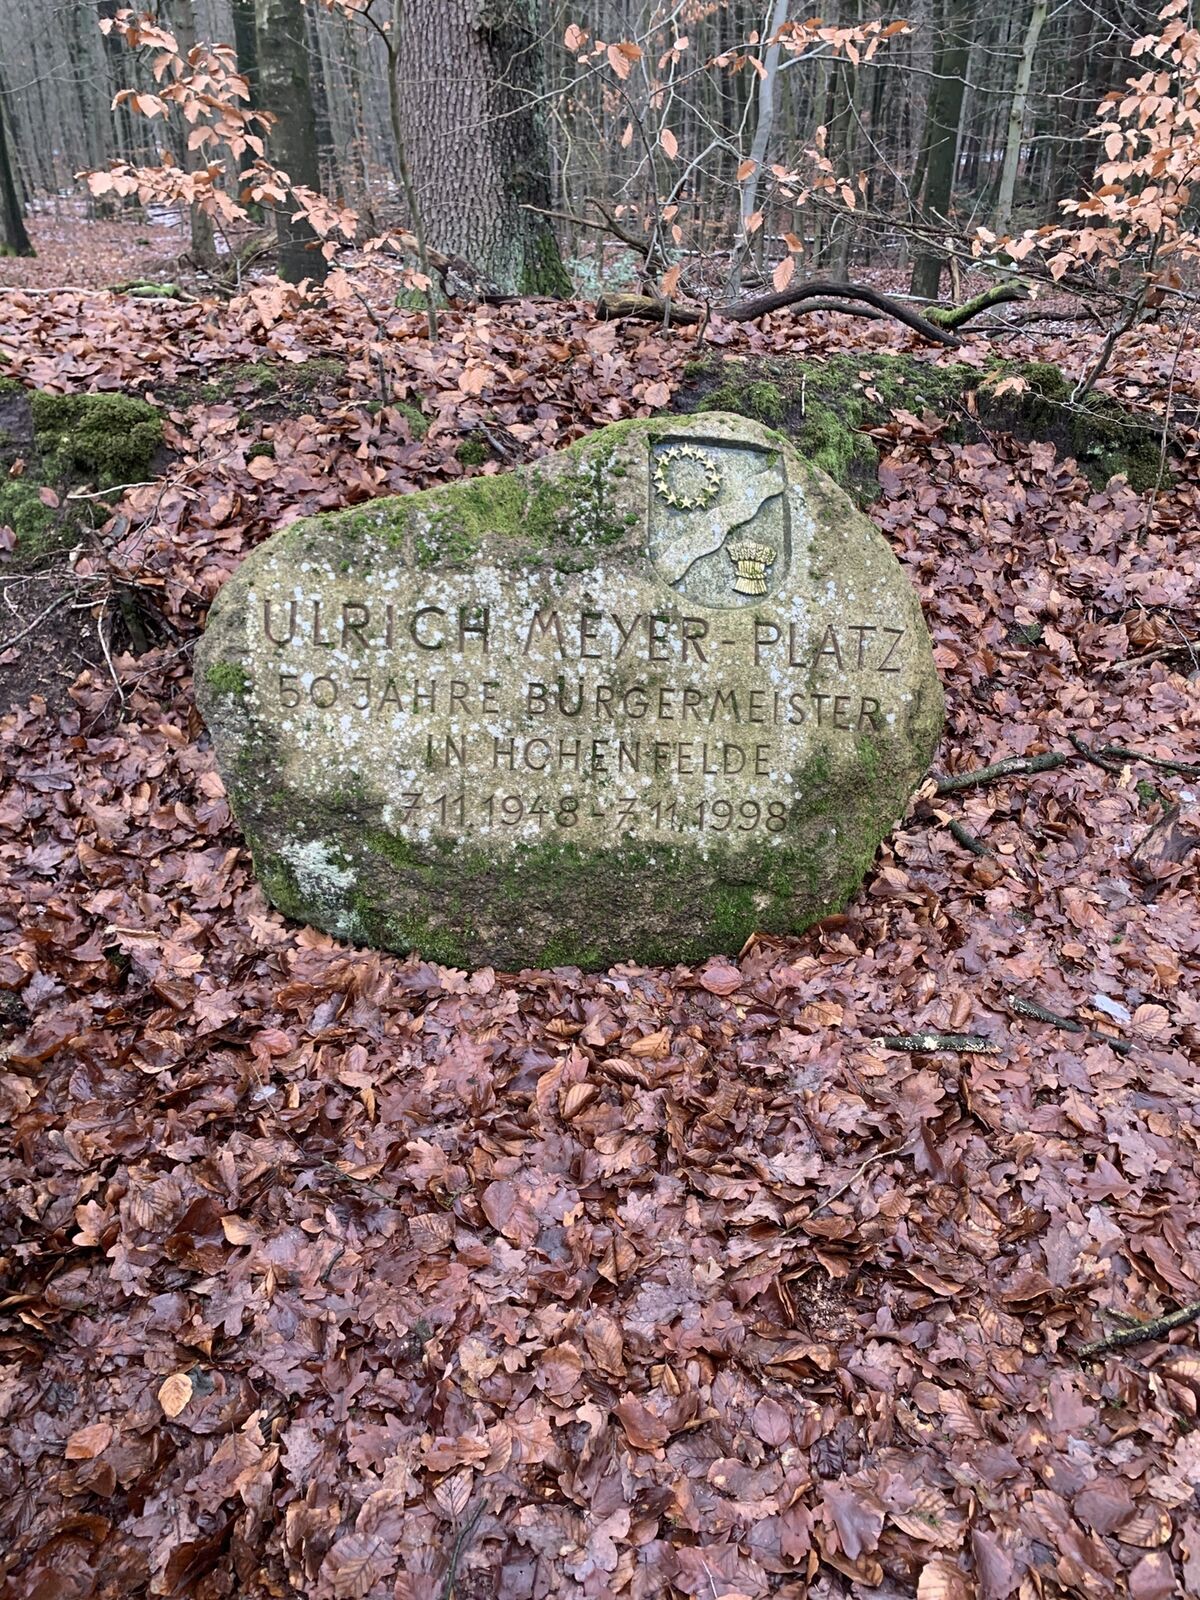 ULRICH MEYER-PLATZ
50 JAHRE BÜRGERMEISTER
IN HOHENFELDE
7.11.1948-7.11.1998